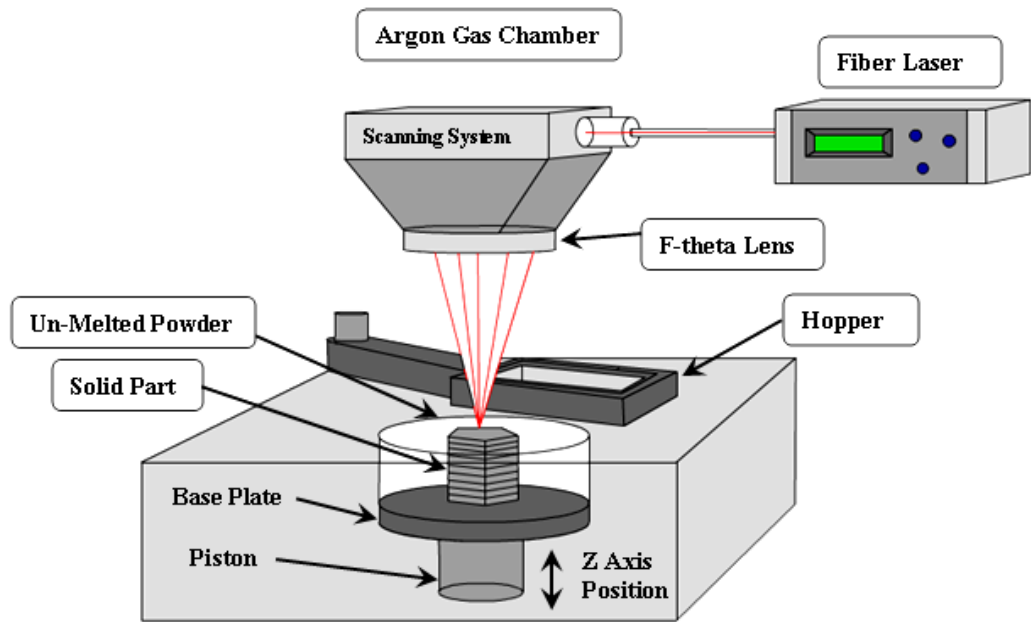 Argon Gas Chamber
Fiber Laser
Scanning System
F-theta Lens
Un-Melted Powder
Hopper
Solid Part
Base Plate
Piston
Z Axis
Position